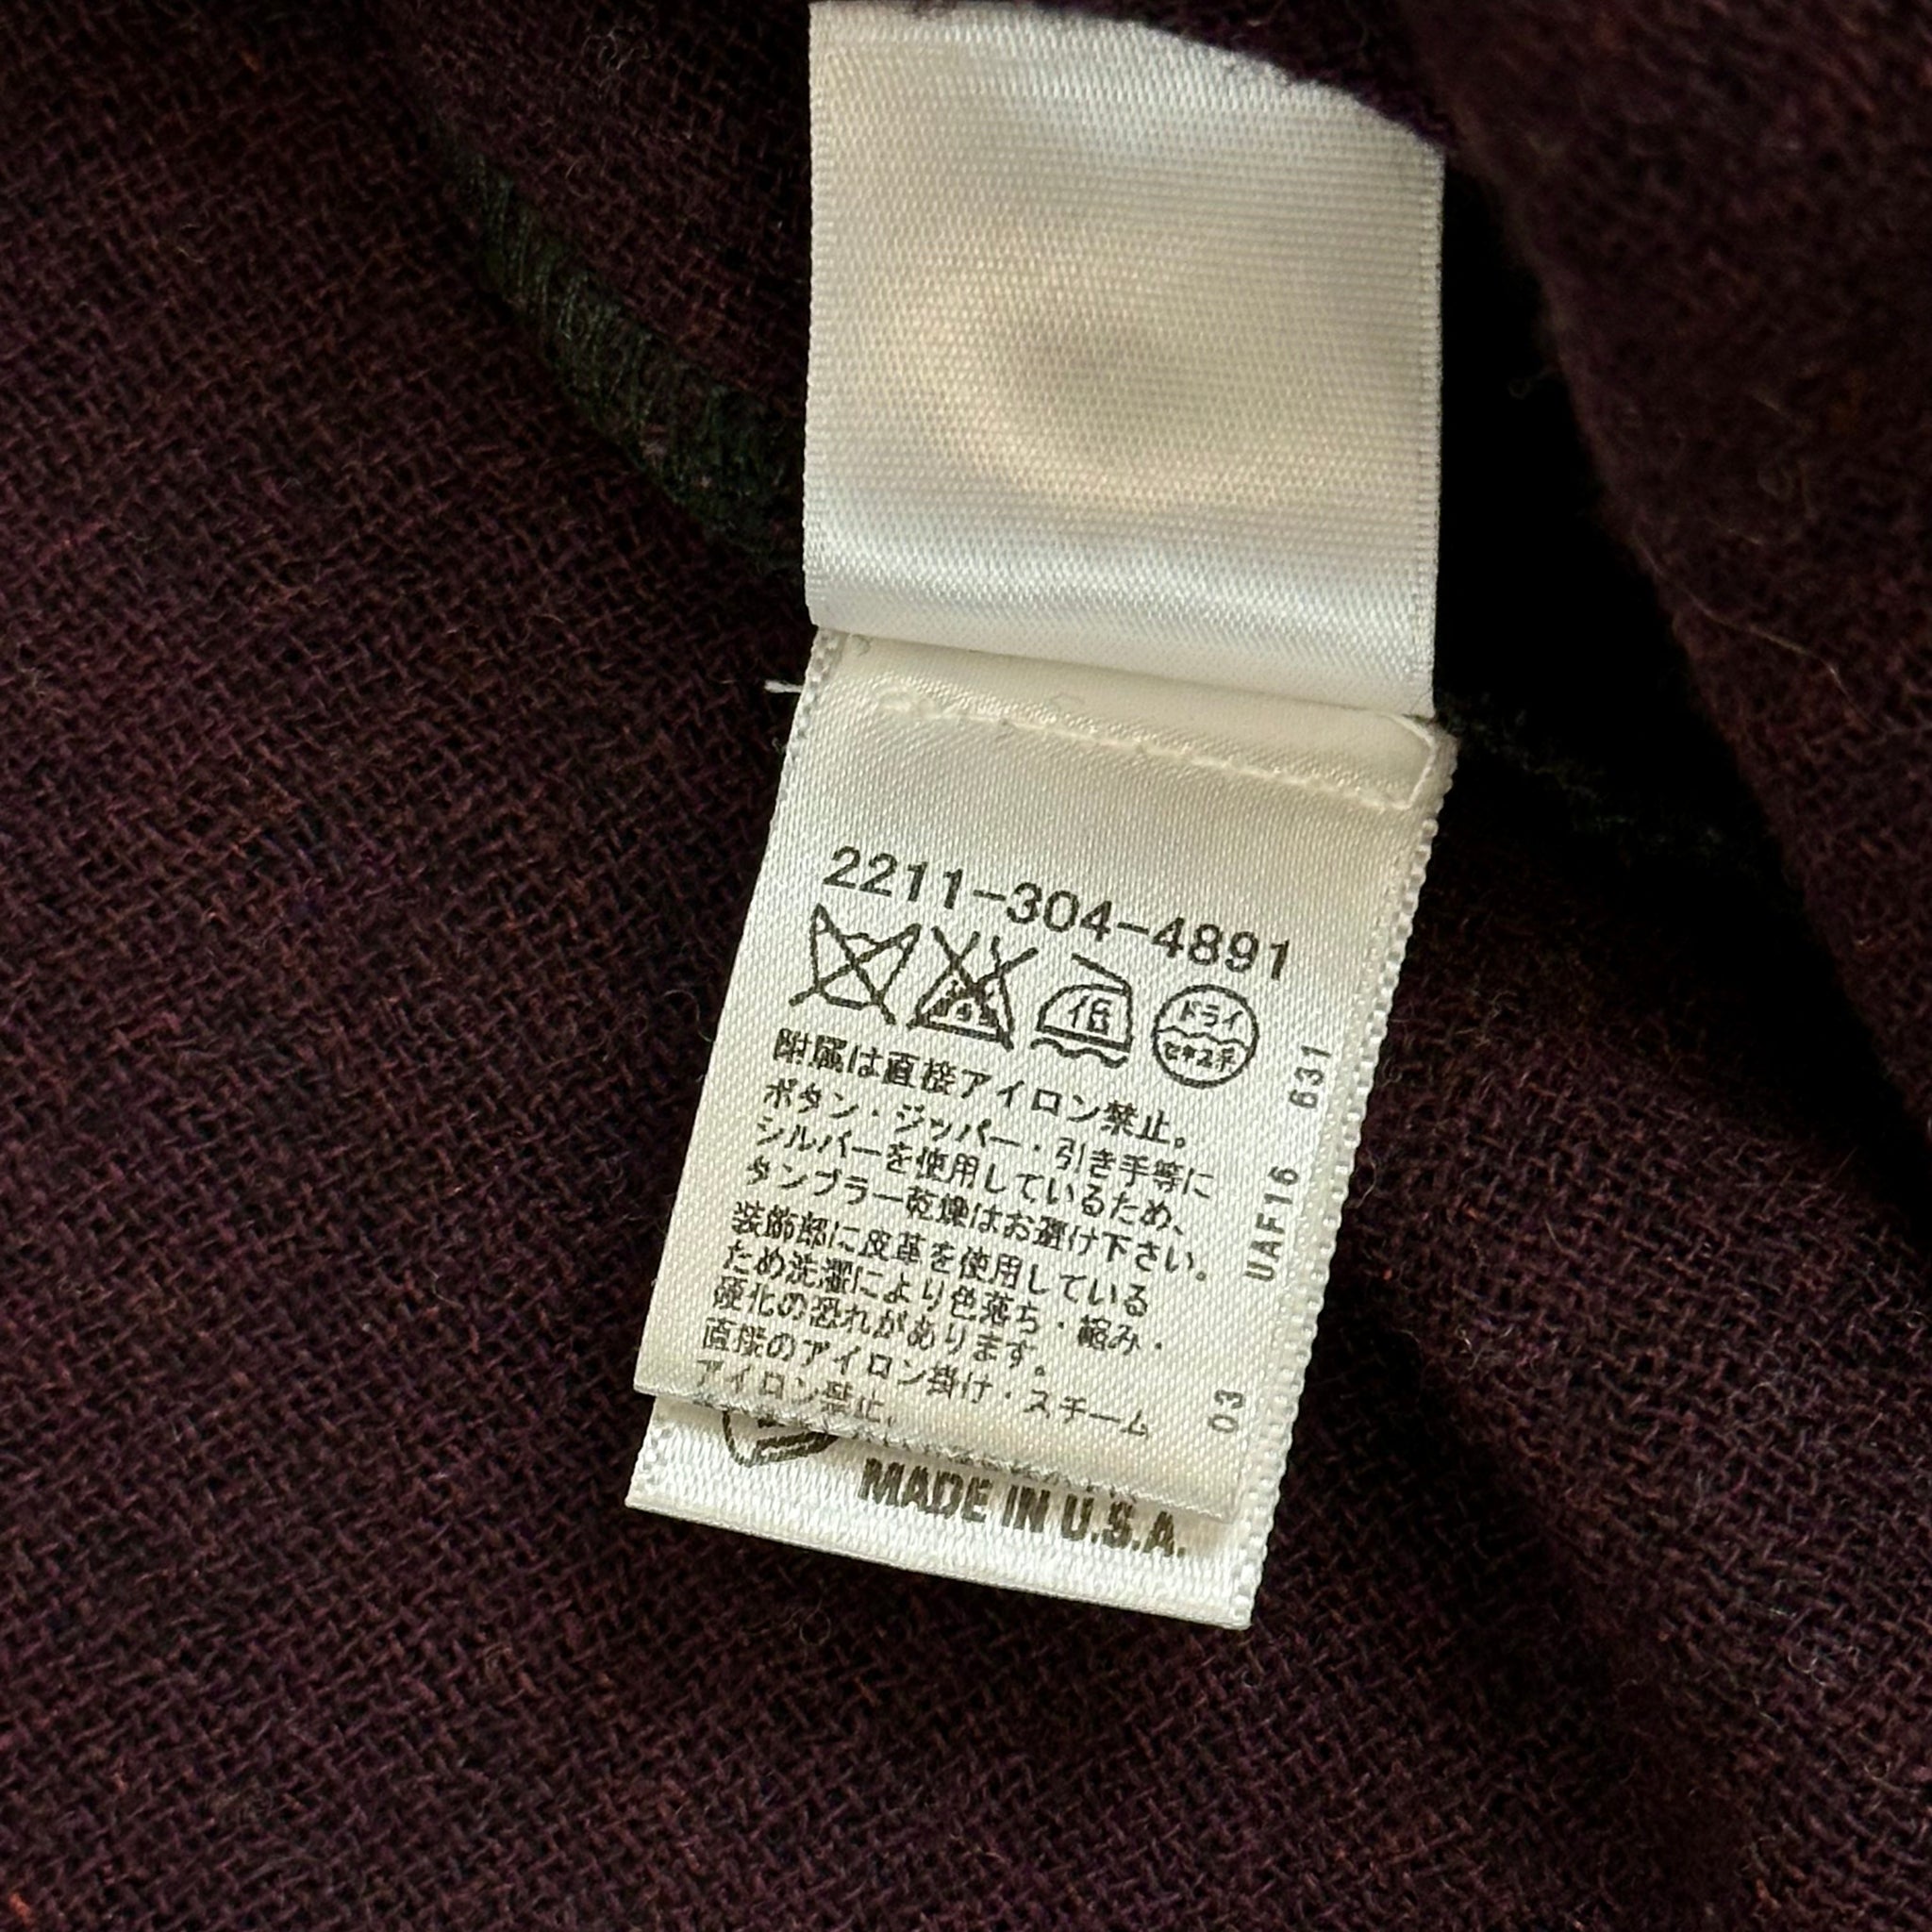 2211-304-4891
低
ドライ
セキユ系
附属は直接アイロン禁止。
ボタン・ジッパー・引き手等に
シルバーを使用しているため、
タンブラー乾燥はお避け下さい。
装飾部に皮革を使用している
ため洗濯により色落ち・縮み・
硬化の恐れがあります。
直接のアイロン掛け・スチーム
アイロン禁止。
UAF16 631
03
MADE IN U.S.A.